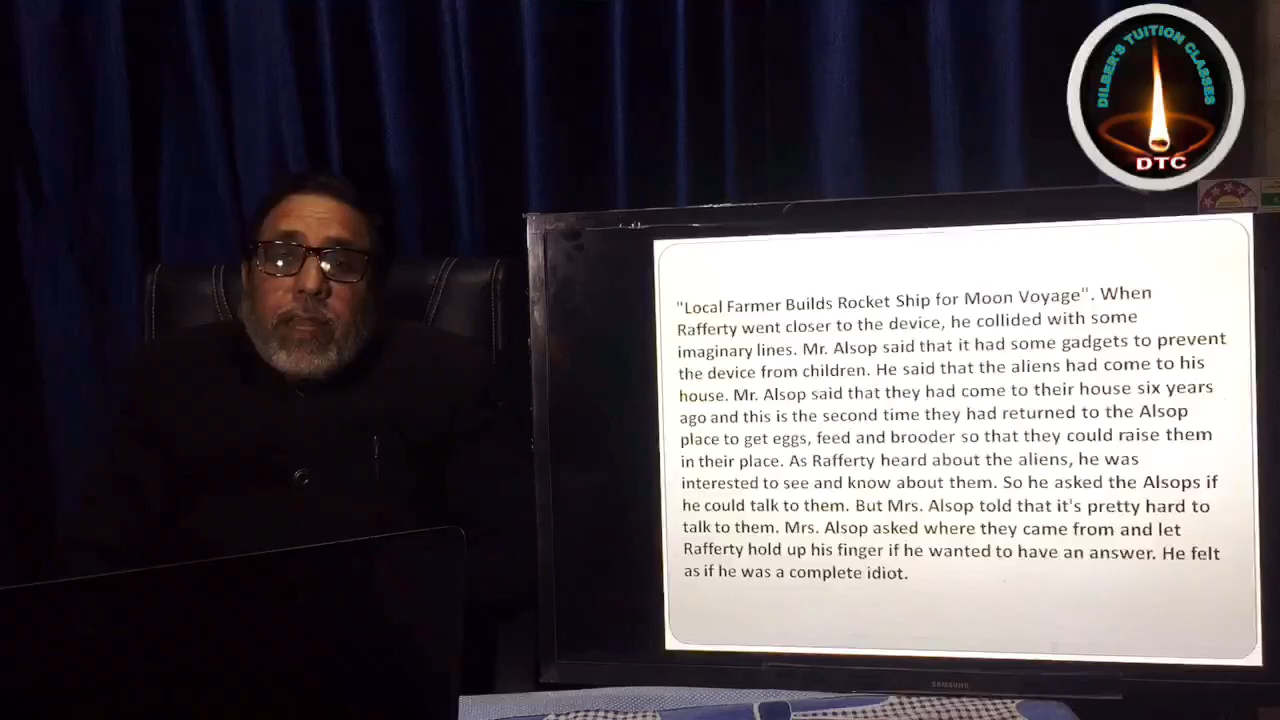 DILBER'S TUITION CLASSES
DTC
"Local Farmer Builds Rocket Ship for Moon Voyage". When
Rafferty went closer to the device, he collided with some
imaginary lines. Mr. Alsop said that it had some gadgets to prevent
the device from children. He said that the aliens had come to his
house. Mr. Alsop said that they had come to their house six years
ago and this is the second time they had returned to the Alsop
place to get eggs, feed and brooder so that they could raise them
in their place. As Rafferty heard about the aliens, he was
interested to see and know about them. So he asked the Alsops if
he could talk to them. But Mrs. Alsop told that it's pretty hard to
talk to them. Mrs. Alsop asked where they came from and let
Rafferty hold up his finger if he wanted to have an answer. He felt
as if he was a complete idiot.
SAMSUNG